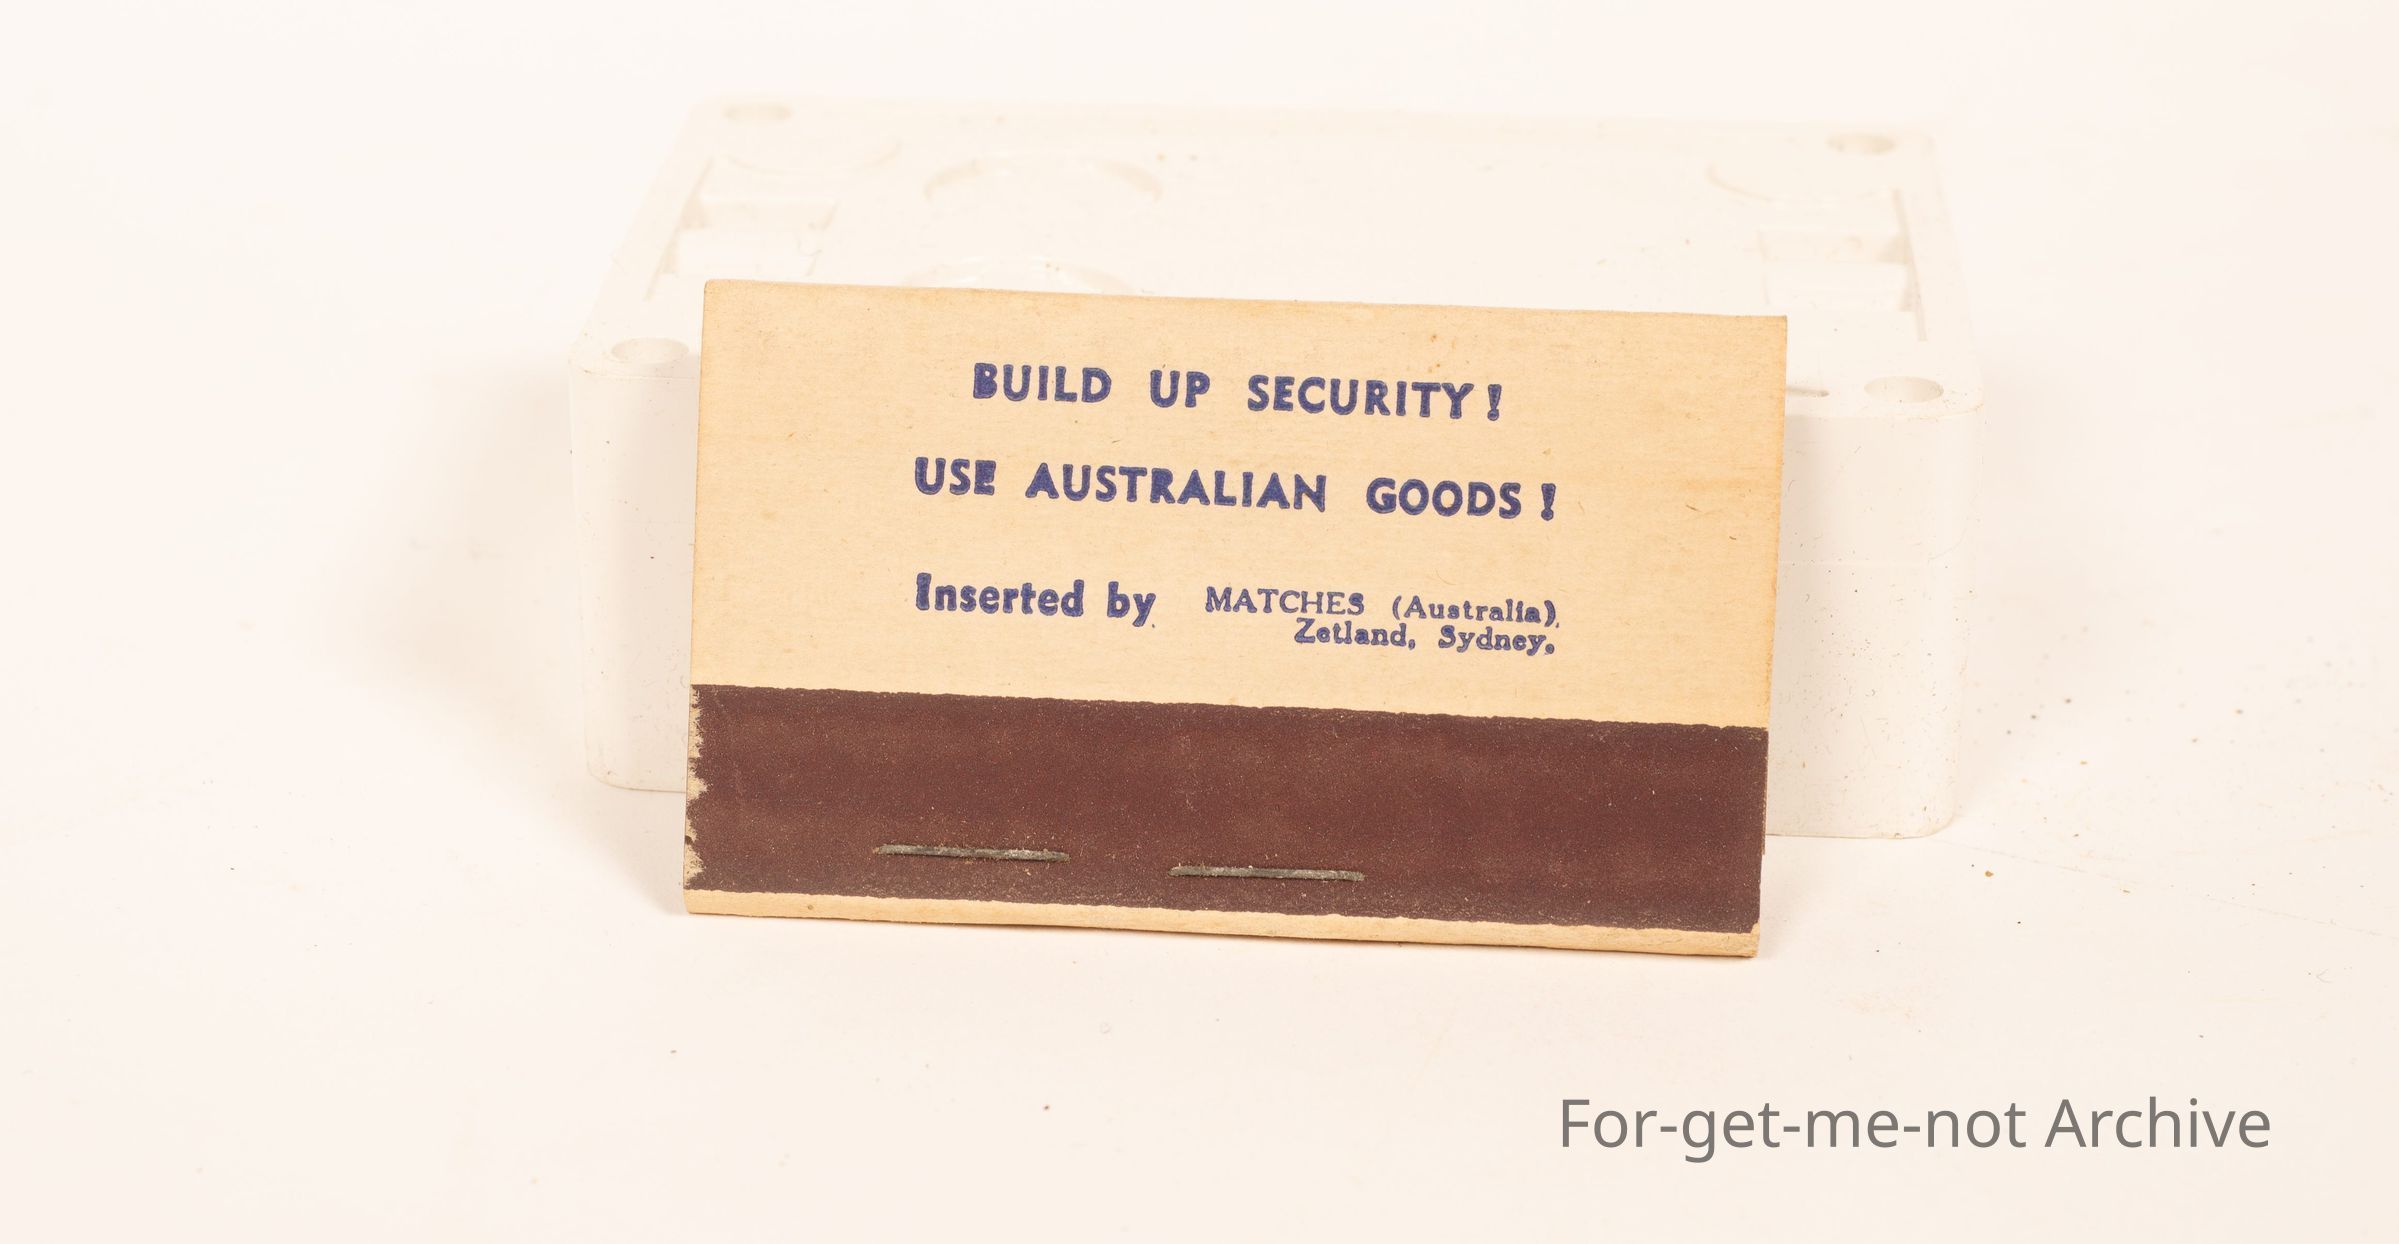 BUILD UP SECURITY!
USE AUSTRALIAN GOODS!
Inserted by MATCHES (Australia),
Zetland, Sydney.
For-get-me-not Archive